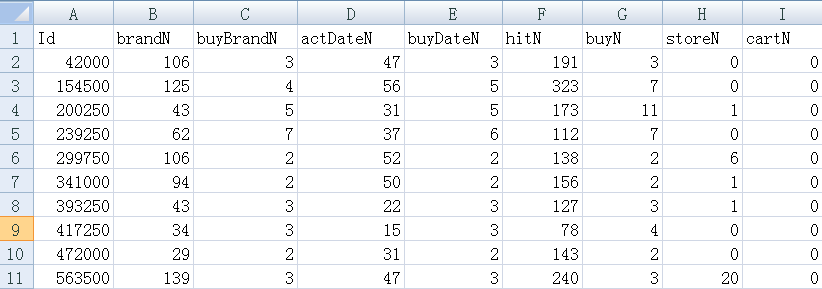 A B C D E F G H I
1 Id brandN buyBrandN actDateN buyDateN hitN buyN storeN cartN
2 42000 106 3 47 3 191 3 0 0
3 154500 125 4 56 5 323 7 0 0
4 200250 43 5 31 5 173 11 1 0
5 239250 62 7 37 6 112 7 0 0
6 299750 106 2 52 2 138 2 6 0
7 341000 94 2 50 2 156 2 1 0
8 393250 43 3 22 3 127 3 1 0
9 417250 34 3 15 3 78 4 0 0
10 472000 29 2 31 2 143 2 0 0
11 563500 139 3 47 3 240 3 20 0